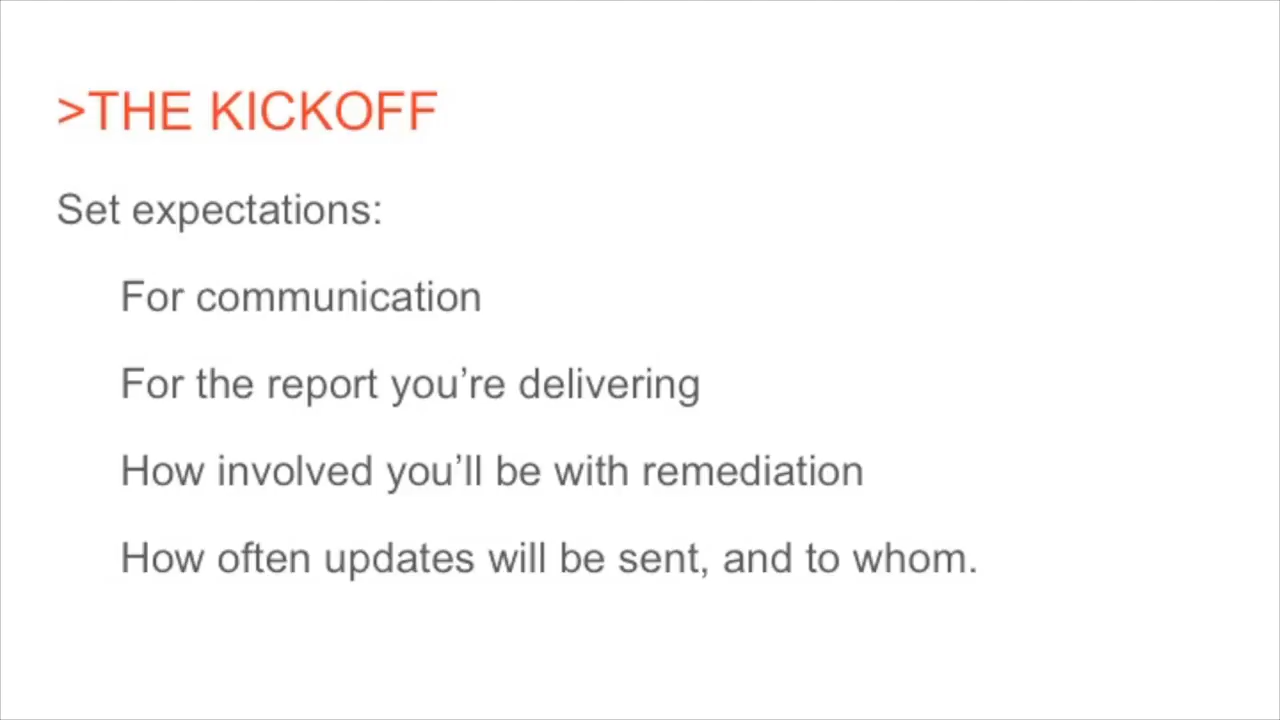 >THE KICKOFF
Set expectations:
For communication
For the report you’re delivering
How involved you’ll be with remediation
How often updates will be sent, and to whom.